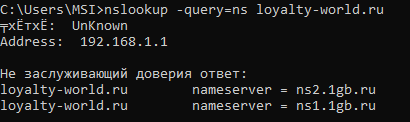 C:\Users\MSI>nslookup -query=ns loyalty-world.ru
╤хЁтхЁ:  UnKnown
Address:  192.168.1.1

Не заслуживающий доверия ответ:
loyalty-world.ru        nameserver = ns2.1gb.ru
loyalty-world.ru        nameserver = ns1.1gb.ru